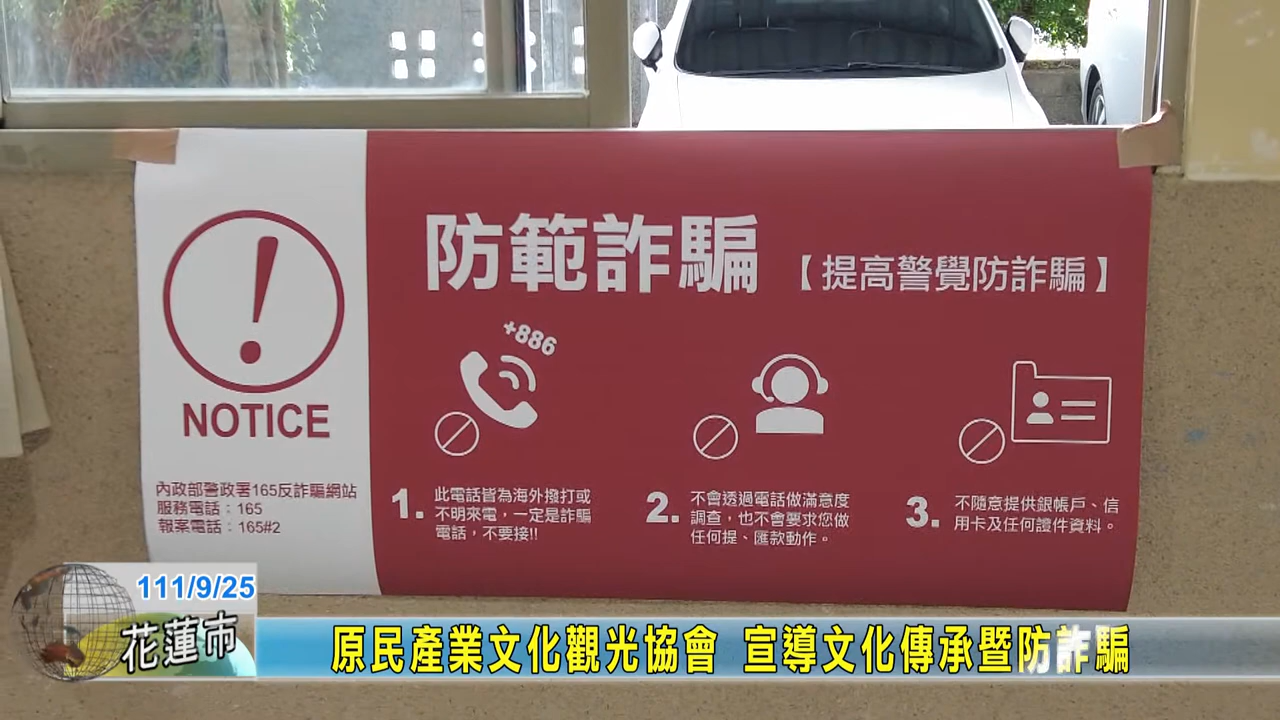 防範詐騙
【提高警覺防詐騙】
+886
NOTICE
內政部警政署165反詐騙網站
服務電話：165
報案電話：165#2
1. 此電話皆為海外撥打或
不明來電，一定是詐騙
電話，不要接!!
2. 不會透過電話做滿意度
調查，也不會要求您做
任何提、匯款動作。
3. 不隨意提供銀帳戶、信
用卡及任何證件資料。
111/9/25
花蓮市
原民產業文化觀光協會 宣導文化傳承暨防詐騙